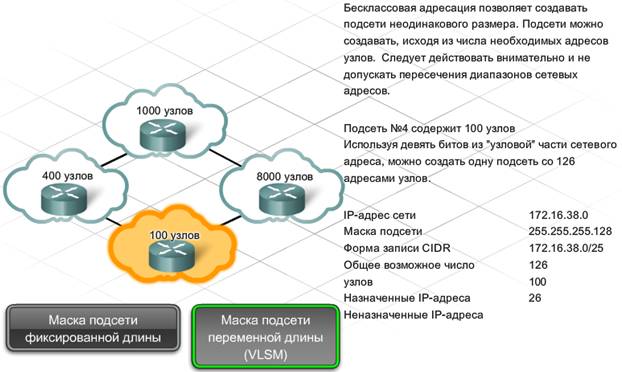 Бесклассовая адресация позволяет создавать
подсети неодинакового размера. Подсети можно
создавать, исходя из числа необходимых адресов
узлов. Следует действовать внимательно и не
допускать пересечения диапазонов сетевых
адресов.
Подсеть №4 содержит 100 узлов
Используя девять битов из "узловой" части сетевого
адреса, можно создать одну подсеть со 126
адресами узлов.
1000 узлов
400 узлов
8000 узлов
100 узлов
IP-адрес сети 172.16.38.0
Маска подсети 255.255.255.128
Форма записи CIDR 172.16.38.0/25
Общее возможное число 126
узлов 100
Назначенные IP-адреса 26
Неназначенные IP-адреса
Маска подсети
фиксированной длины
Маска подсети
переменной длины
(VLSM)